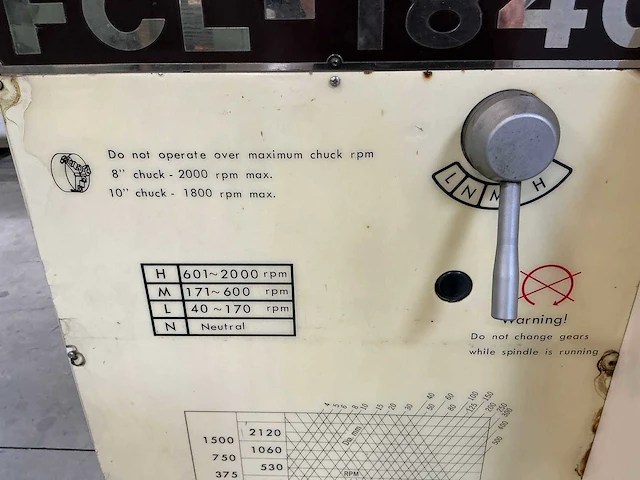 FCL-1840
Do not operate over maximum chuck rpm
8" chuck - 2000 rpm max.
10" chuck - 1800 rpm max.
L N M H
H 601~2000 rpm
M 171~600 rpm
L 40~170 rpm
N Neutral
Warning!
Do not change gears
while spindle is running
1500 2120
750 1060
375 530
Dia. mm
RPM